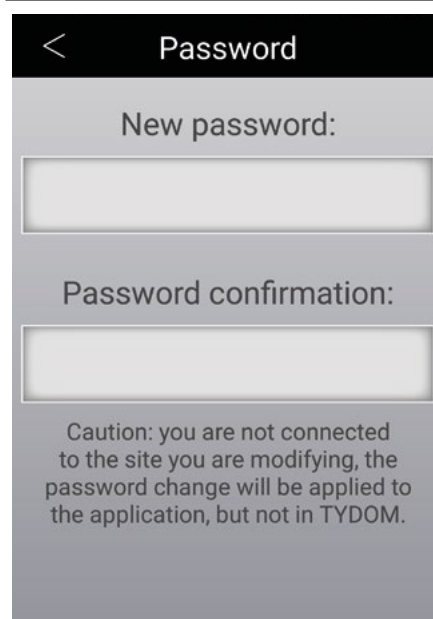 < Password
New password:
Password confirmation:
Caution: you are not connected
to the site you are modifying, the
password change will be applied to
the application, but not in TYDOM.